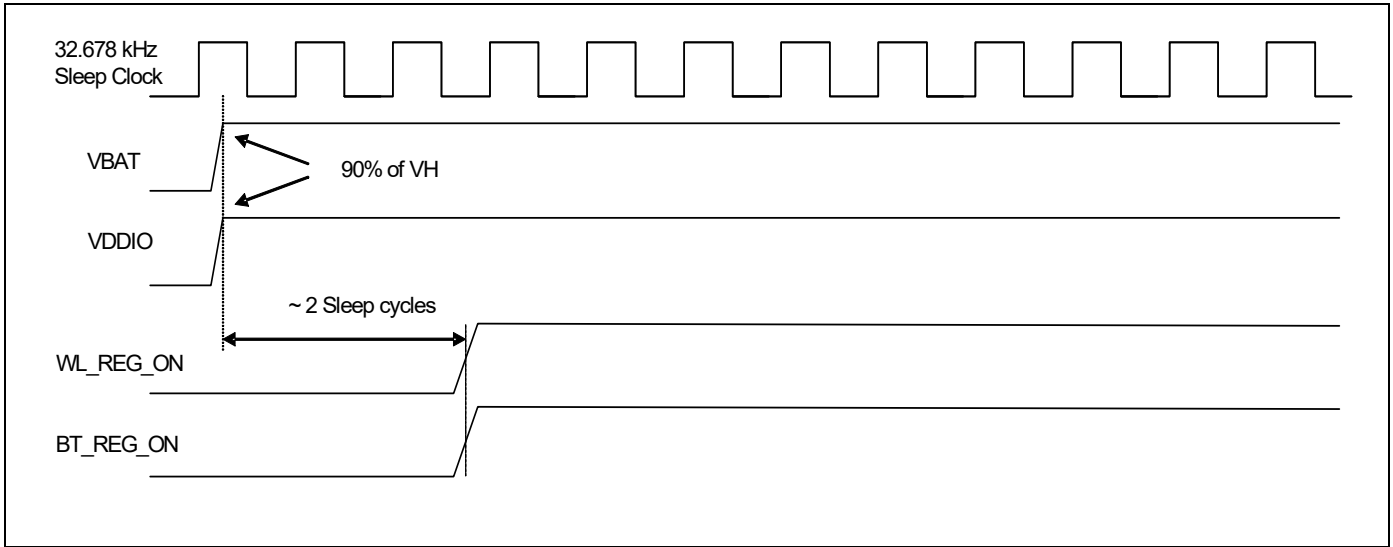 32.678 kHz
Sleep Clock
VBAT
90% of VH
VDDIO
~ 2 Sleep cycles
WL_REG_ON
BT_REG_ON